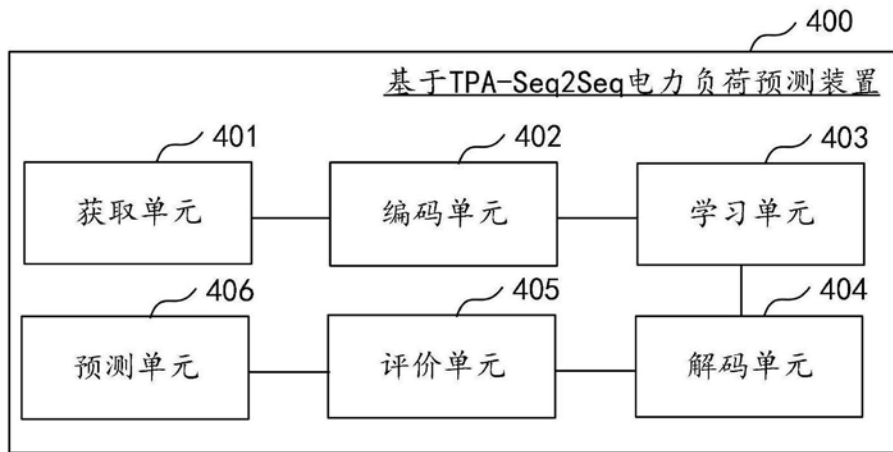 400
基于TPA-Seq2Seq电力负荷预测装置
401
402
403
获取单元
编码单元
学习单元
406
405
404
预测单元
评价单元
解码单元